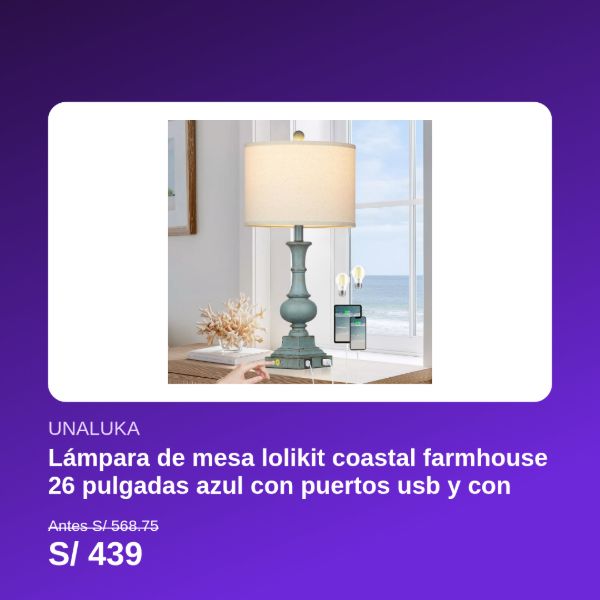 UNALUKA
Lámpara de mesa lolikit coastal farmhouse
26 pulgadas azul con puertos usb y con
Antes S/ 568.75
S/ 439